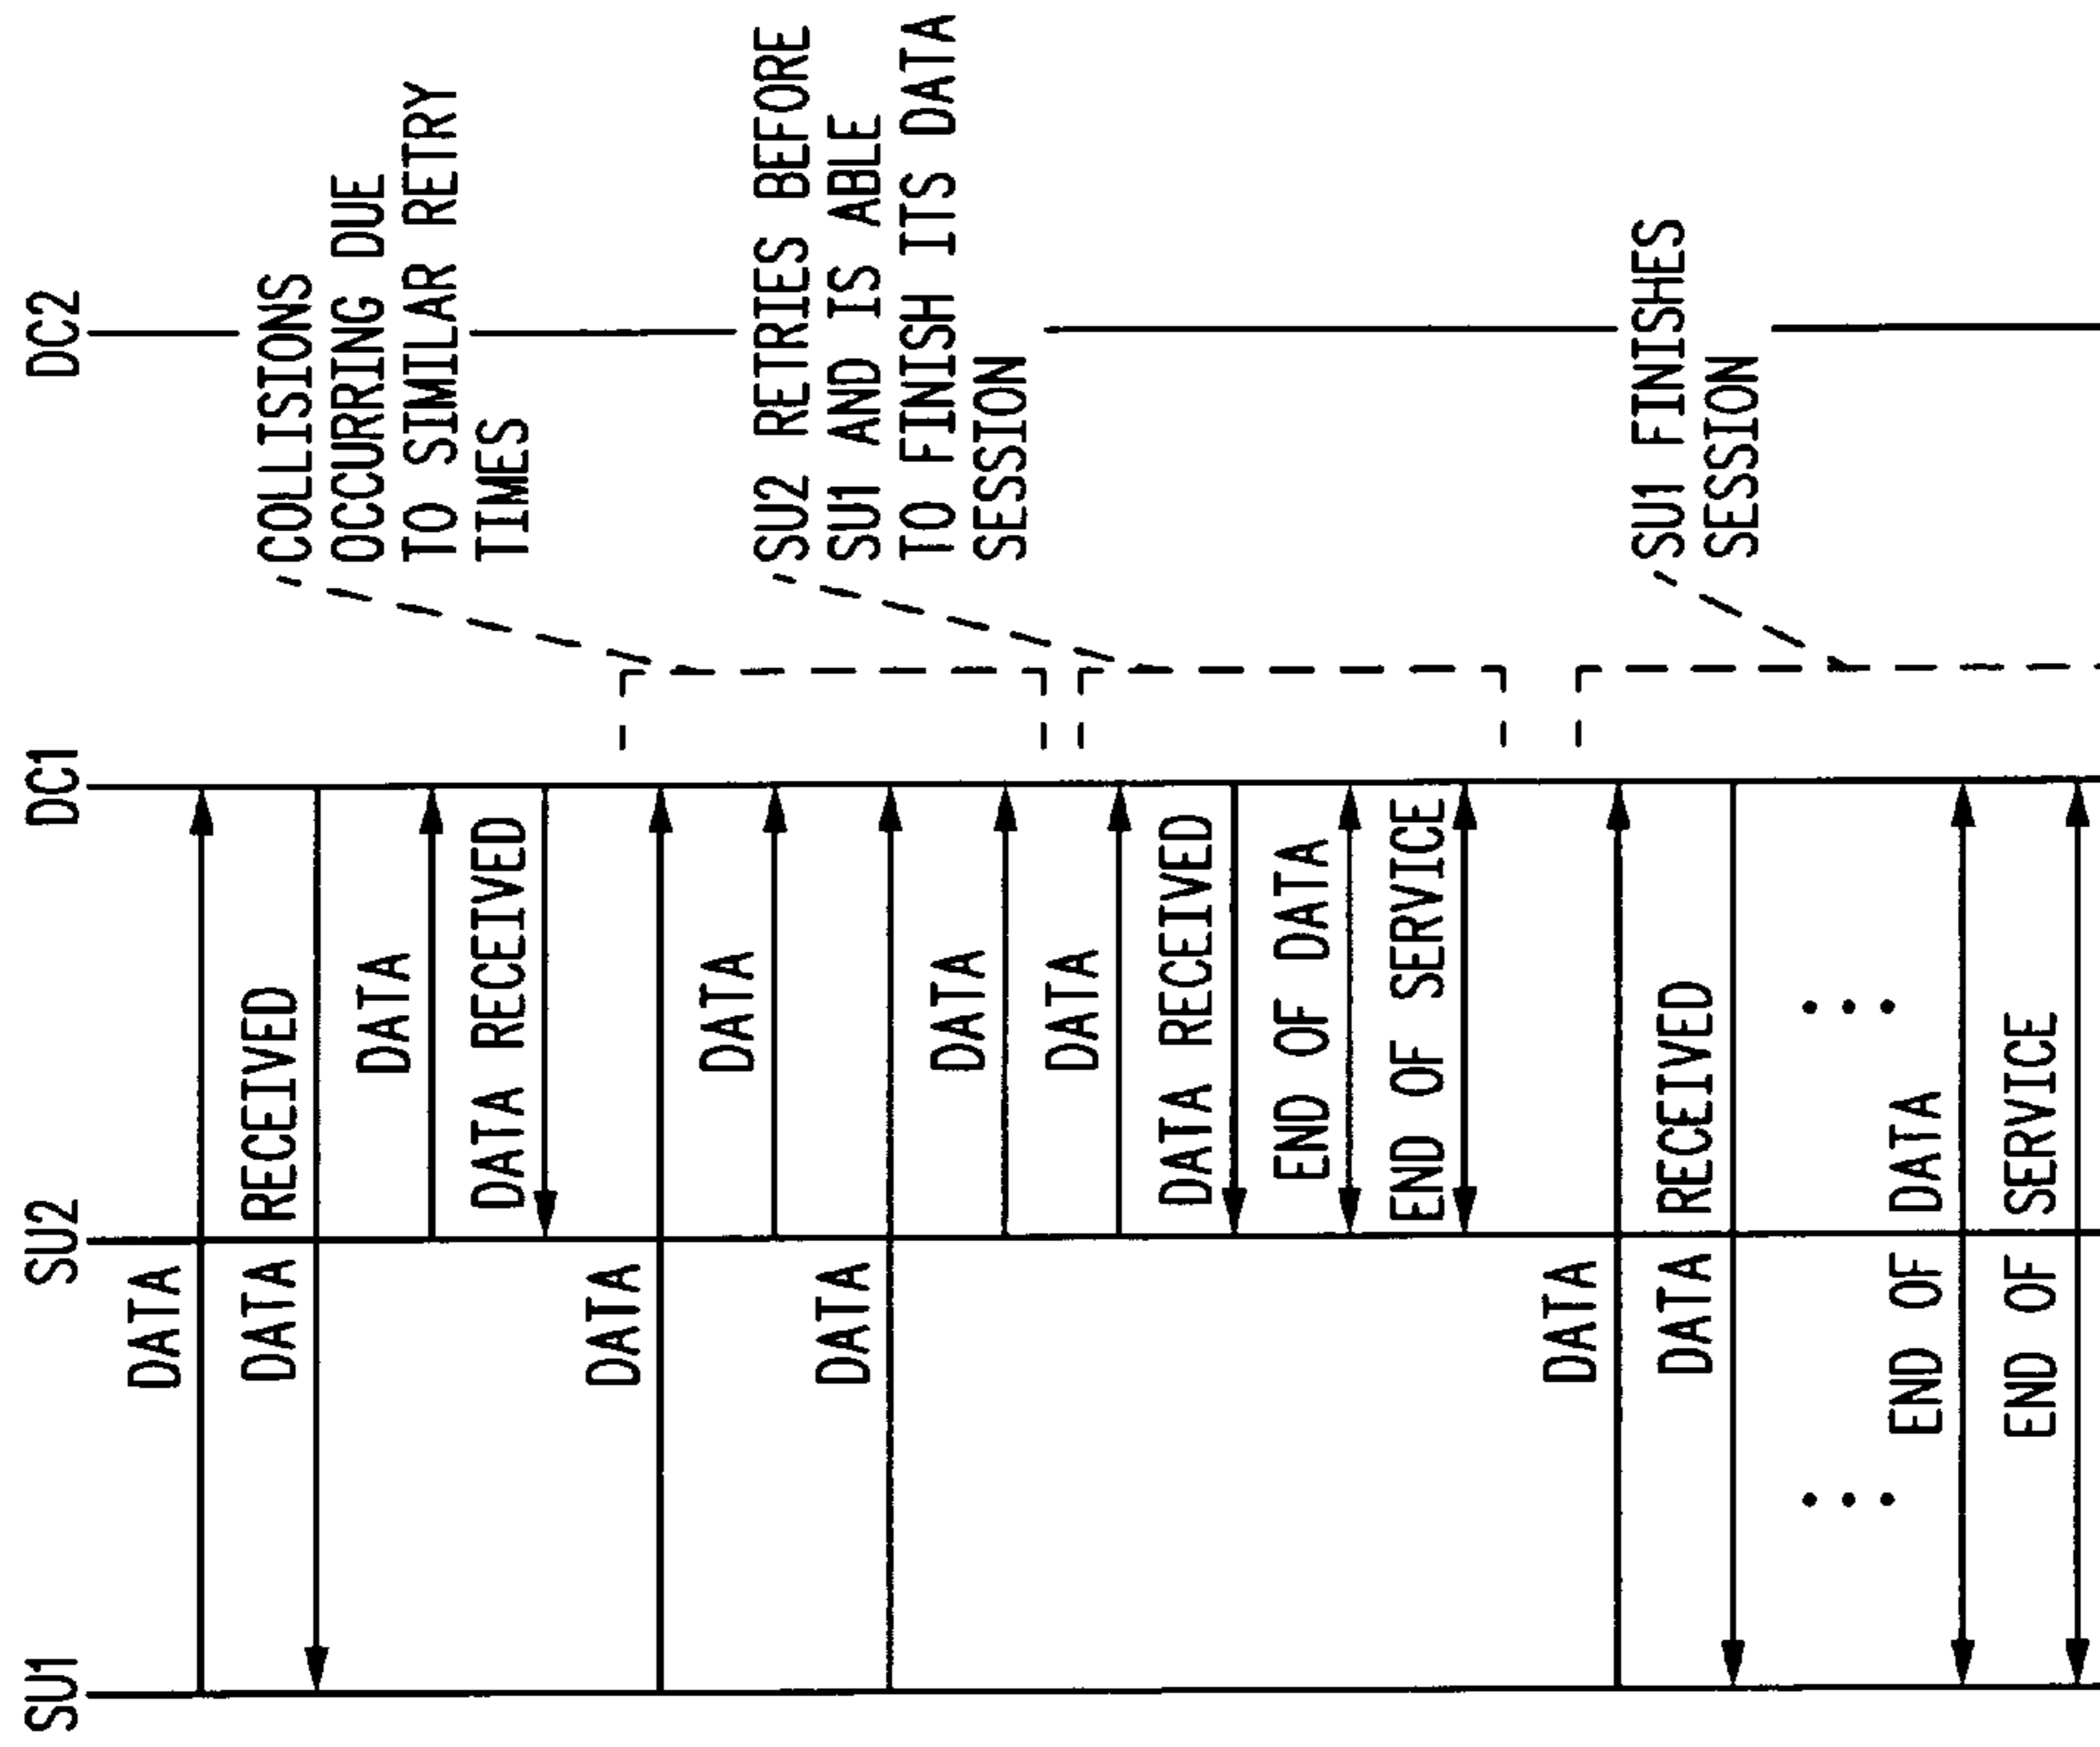 SU1
SU2
DC1
DC2
DATA
DATA RECEIVED
COLLISIONS
OCCURRING DUE
TO SIMILAR RETRY
TIMES
DATA
DATA RECEIVED
DATA
DATA
SU2 RETRIES BEFORE
SU1 AND IS ABLE
TO FINISH ITS DATA
SESSION
DATA
DATA
DATA
DATA RECEIVED
END OF DATA
END OF SERVICE
DATA
SU1 FINISHES
SESSION
DATA RECEIVED
END OF DATA
END OF SERVICE